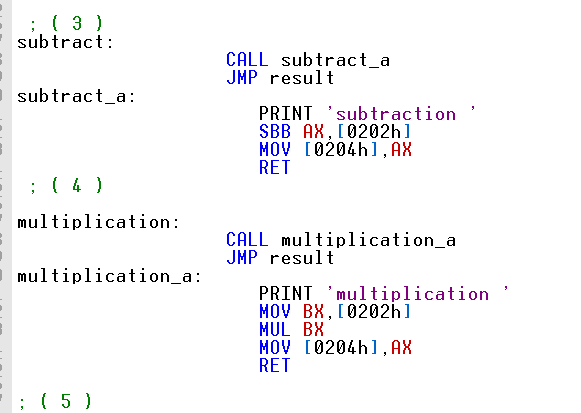 ; ( 3 )
subtract:
CALL subtract_a
JMP result
subtract_a:
PRINT 'subtraction '
SBB AX,[0202h]
MOV [0204h],AX
RET
; ( 4 )
multiplication:
CALL multiplication_a
JMP result
multiplication_a:
PRINT 'multiplication '
MOV BX,[0202h]
MUL BX
MOV [0204h],AX
RET
; ( 5 )